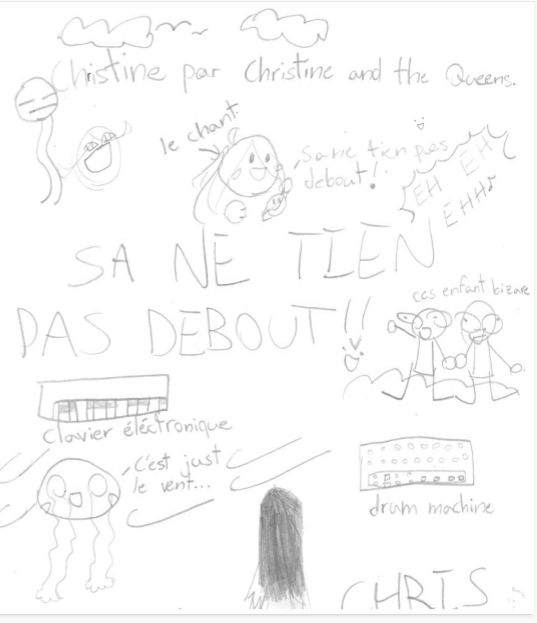 Christine par Christine and the Queens.
le chant
Sa ne tien pas
debout!
EH EH
EHHH
SA NE TIEN
PAS DEBOUT!!
ces enfant bizare
clavier éléctronique
C'est just
le vent...
drum machine
CHRIS